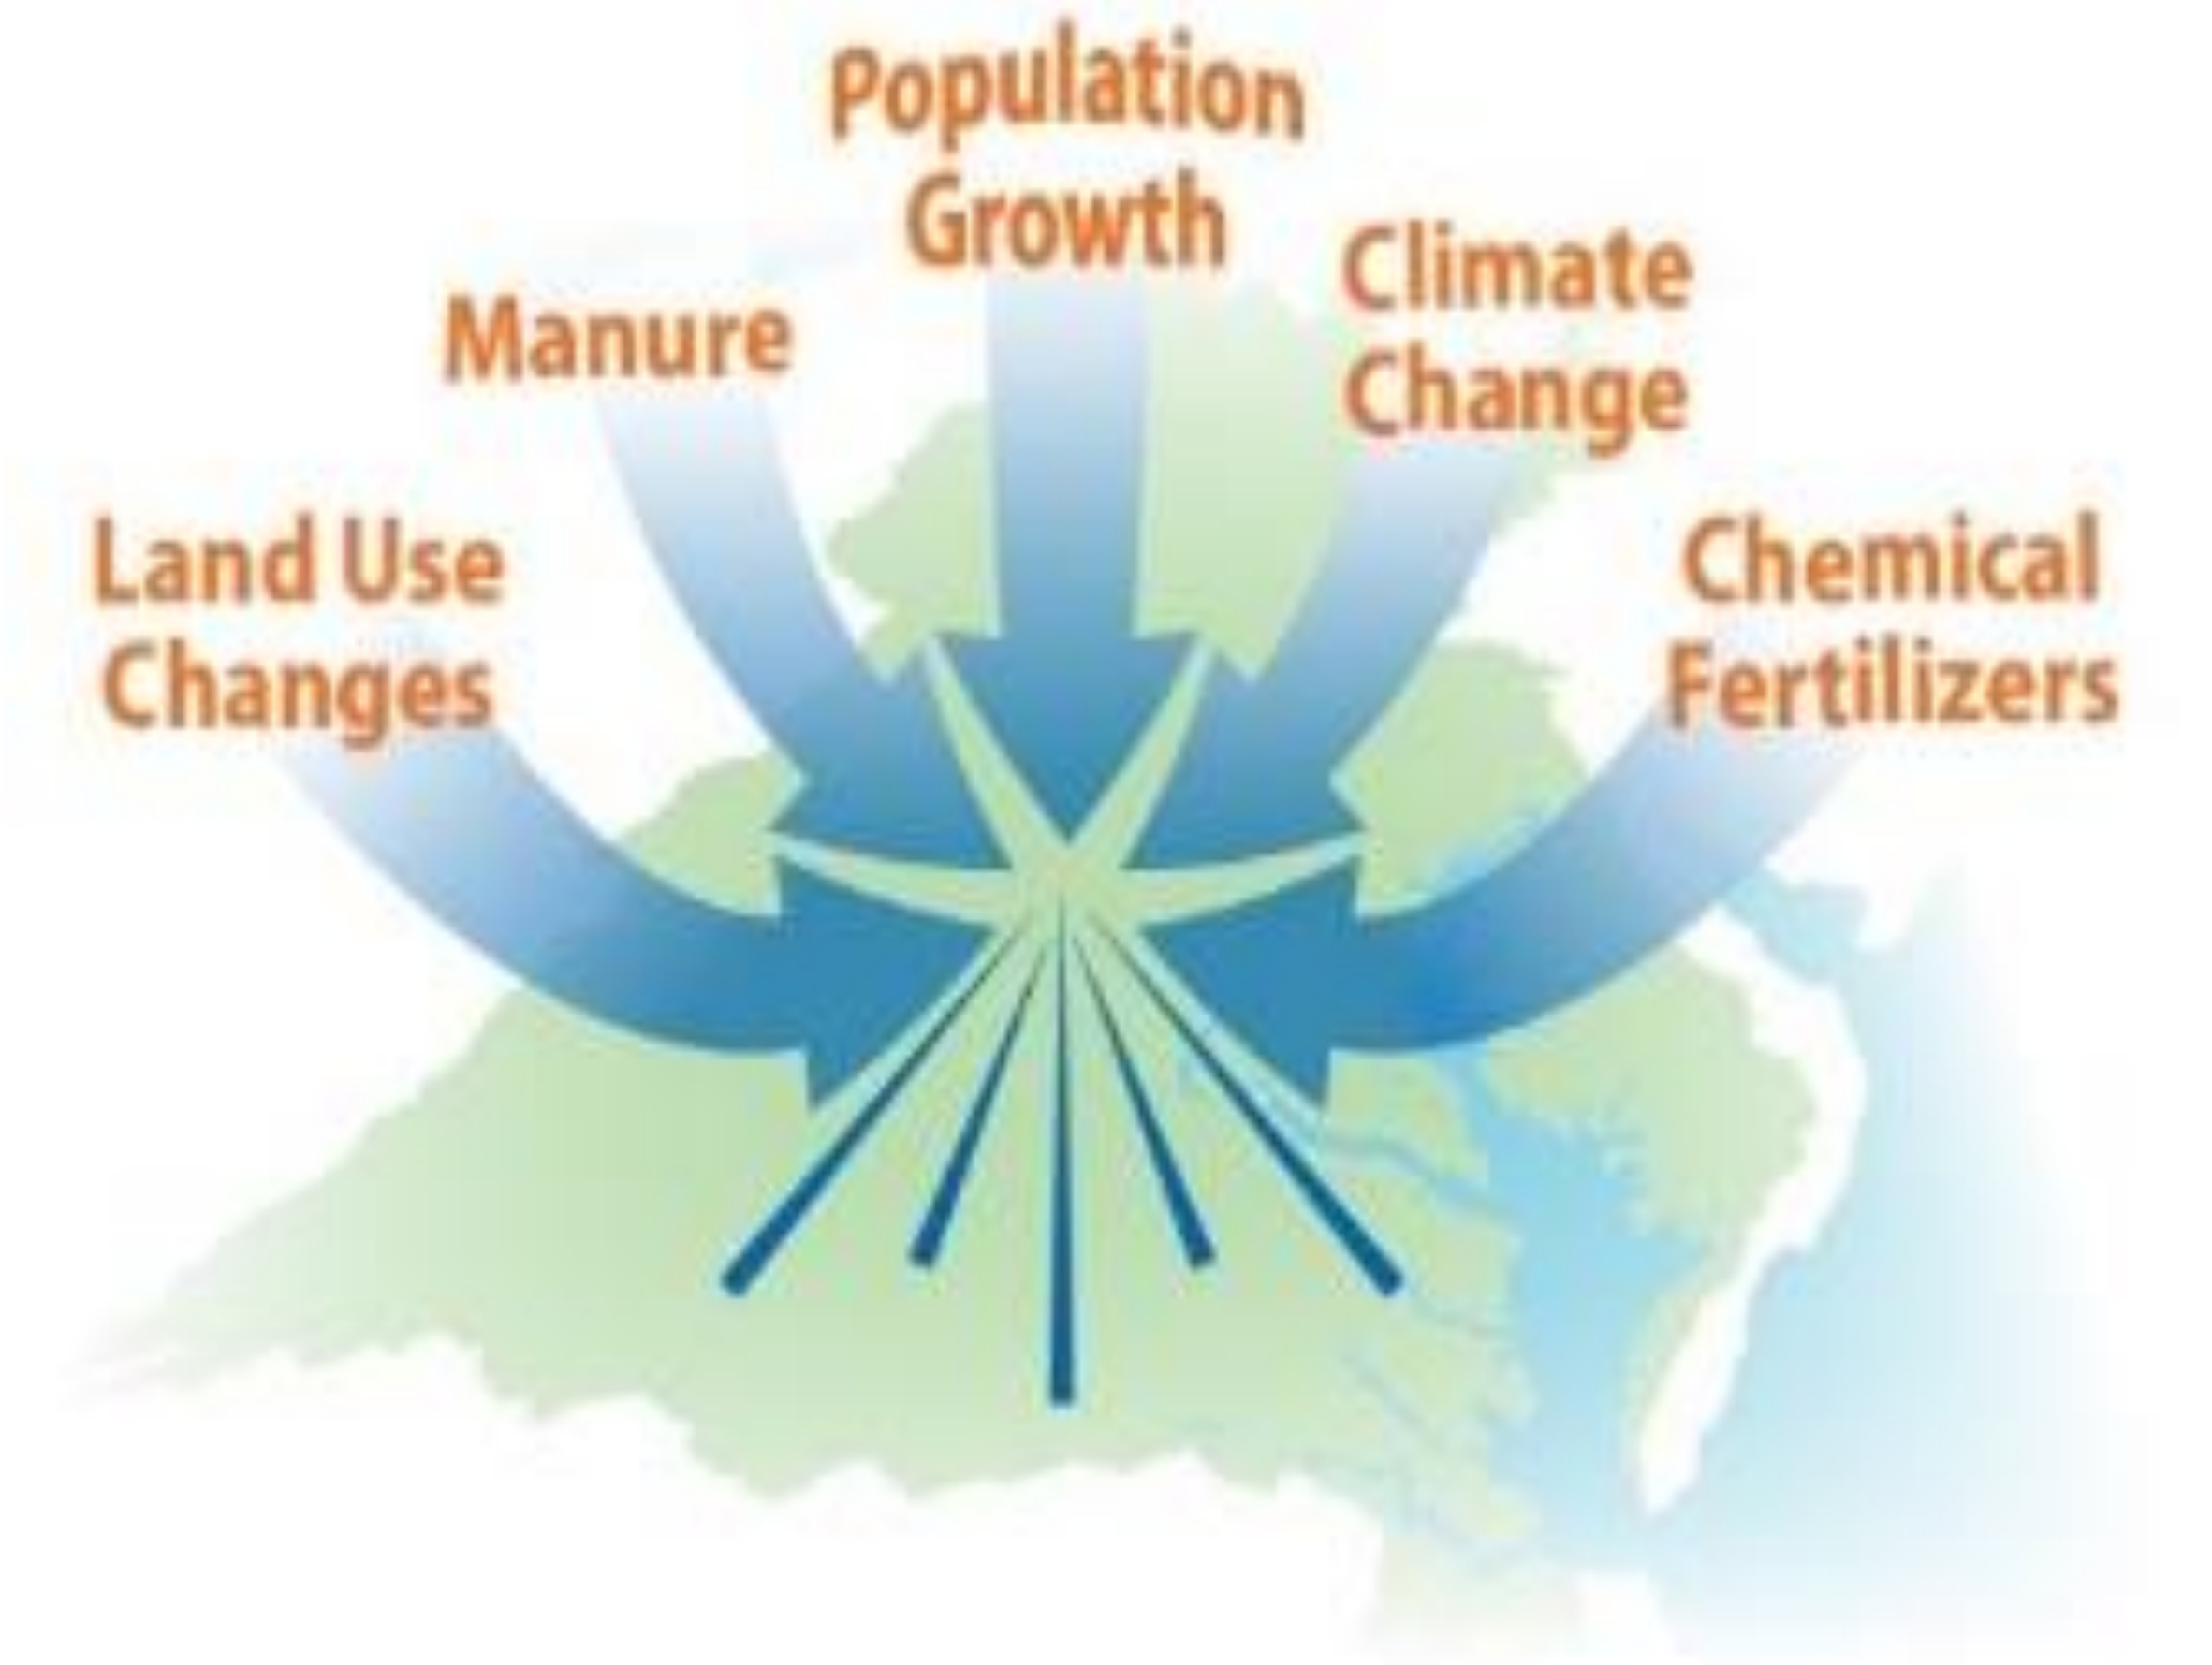 Population
Growth
Climate
Change
Manure
Land Use
Changes
Chemical
Fertilizers